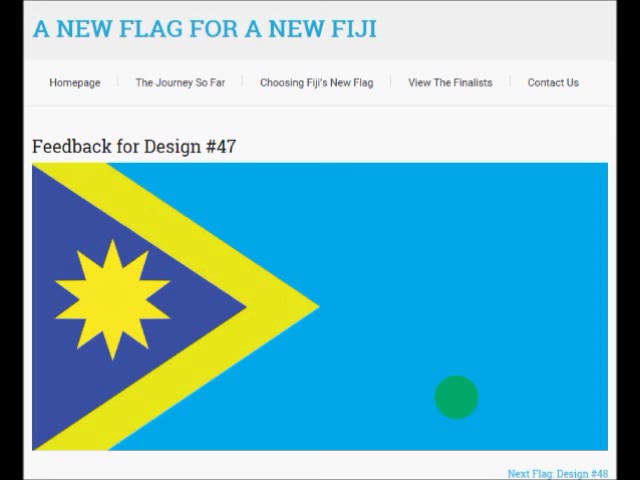 A NEW FLAG FOR A NEW FIJI
Homepage
The Journey So Far
Choosing Fiji's New Flag
View The Finalists
Contact Us
Feedback for Design #47
Next Flag: Design #48